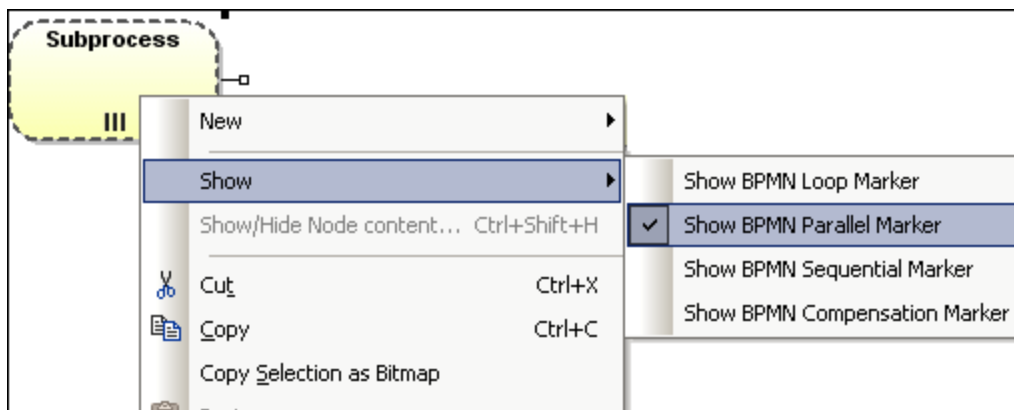 Subprocess
New
Show
Show BPMN Loop Marker
Show/Hide Node content... Ctrl+Shift+H
Show BPMN Parallel Marker
Show BPMN Sequential Marker
Cut Ctrl+X
Show BPMN Compensation Marker
Copy Ctrl+C
Copy Selection as Bitmap